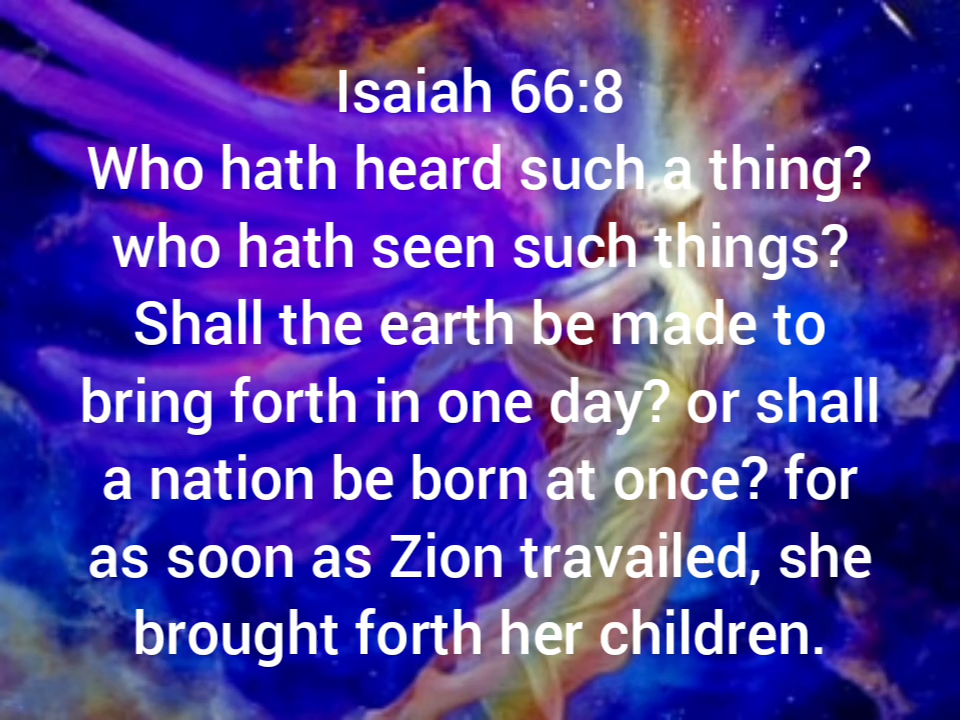 Isaiah 66:8
Who hath heard such a thing?
who hath seen such things?
Shall the earth be made to
bring forth in one day? or shall
a nation be born at once? for
as soon as Zion travailed, she
brought forth her children.